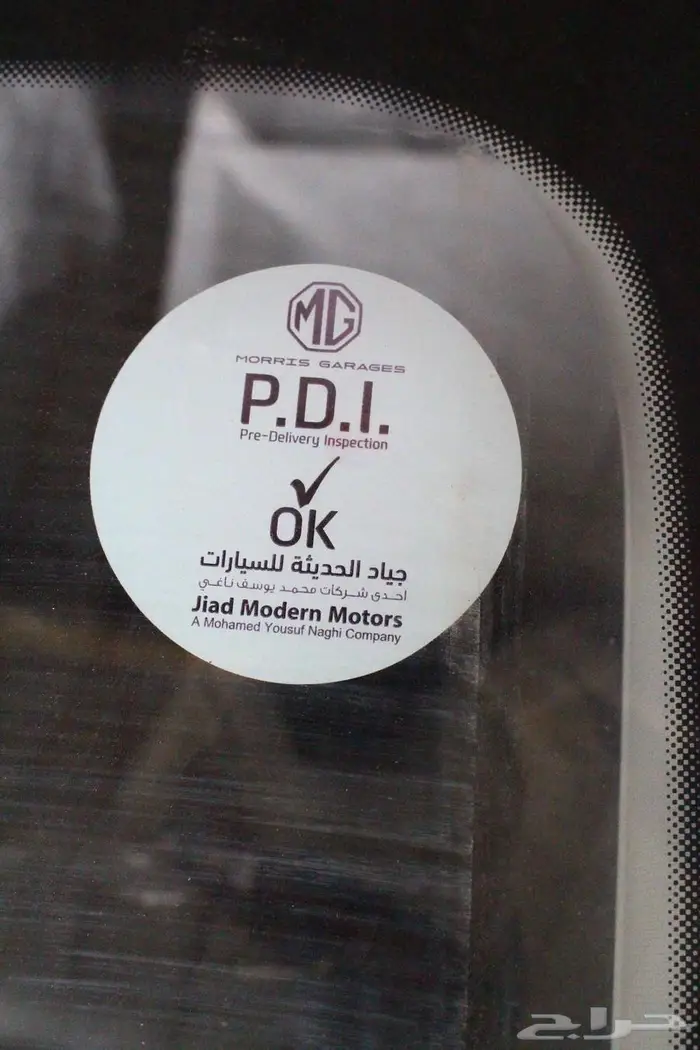 MG
MORRIS GARAGES
P.D.I.
Pre-Delivery Inspection
OK
جياد الحديثة للسيارات
احدى شركات محمد يوسف ناغي
Jiad Modern Motors
A Mohamed Yousuf Naghi Company
حراج